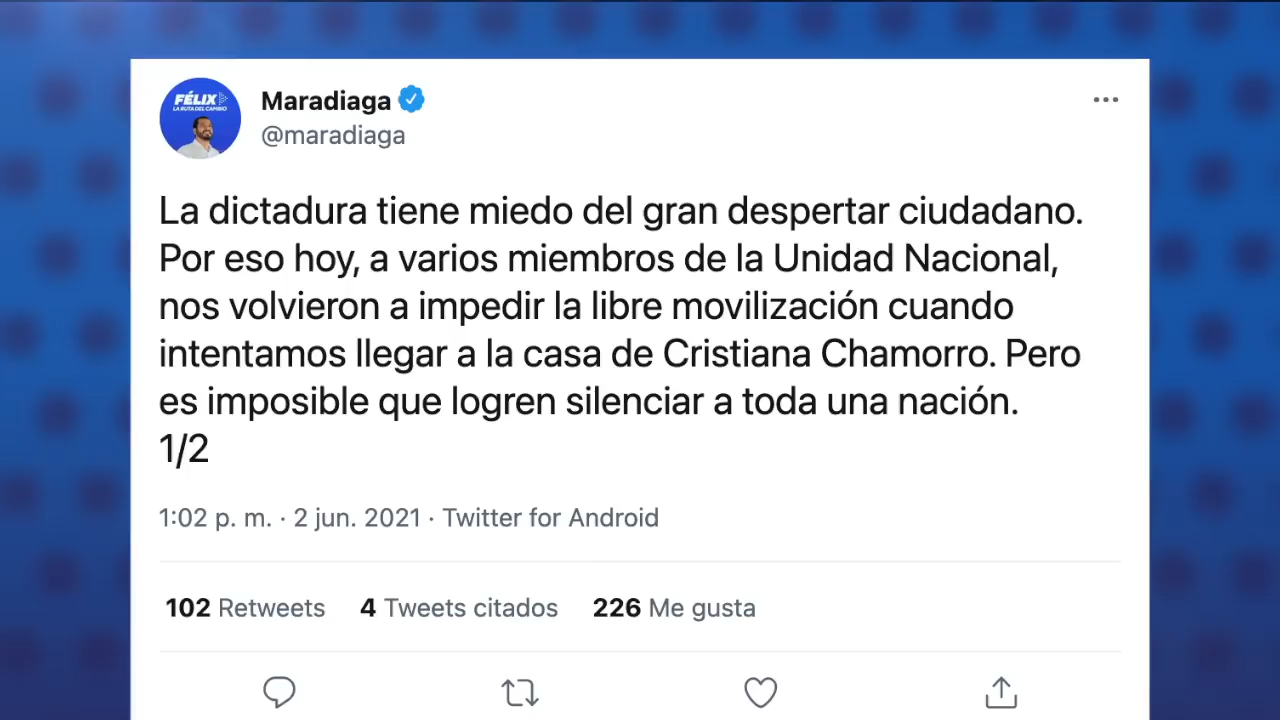 FÉLIX
LA RUTA DEL CAMBIO
Maradiaga
@maradiaga
La dictadura tiene miedo del gran despertar ciudadano.
Por eso hoy, a varios miembros de la Unidad Nacional,
nos volvieron a impedir la libre movilización cuando
intentamos llegar a la casa de Cristiana Chamorro. Pero
es imposible que logren silenciar a toda una nación.
1/2
1:02 p. m. · 2 jun. 2021 · Twitter for Android
102 Retweets 4 Tweets citados 226 Me gusta